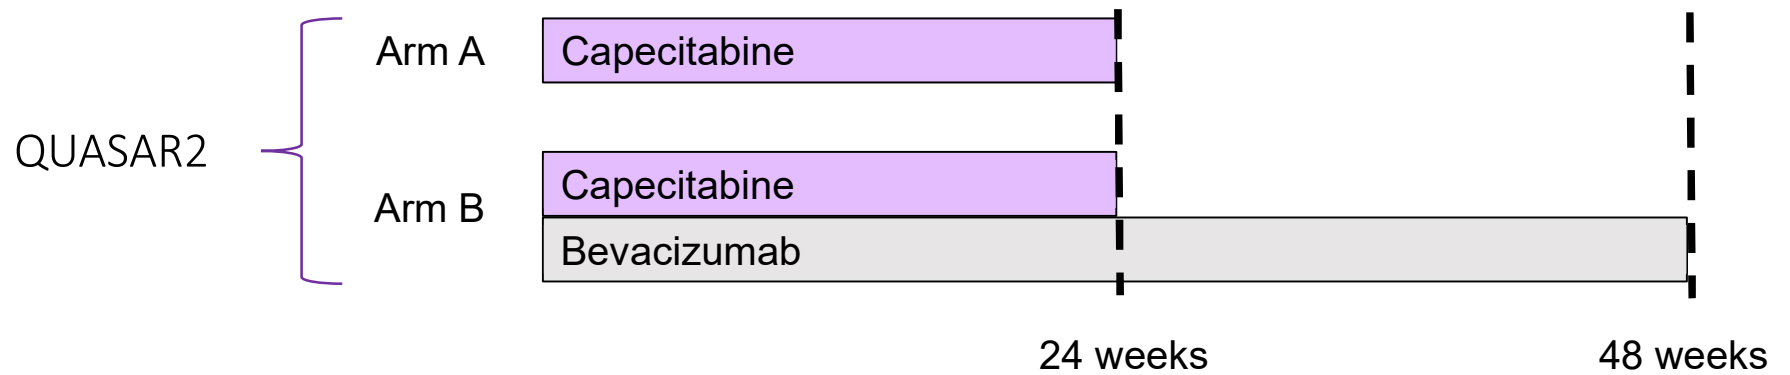 QUASAR2
Arm A
Capecitabine
Arm B
Capecitabine
Bevacizumab
24 weeks
48 weeks